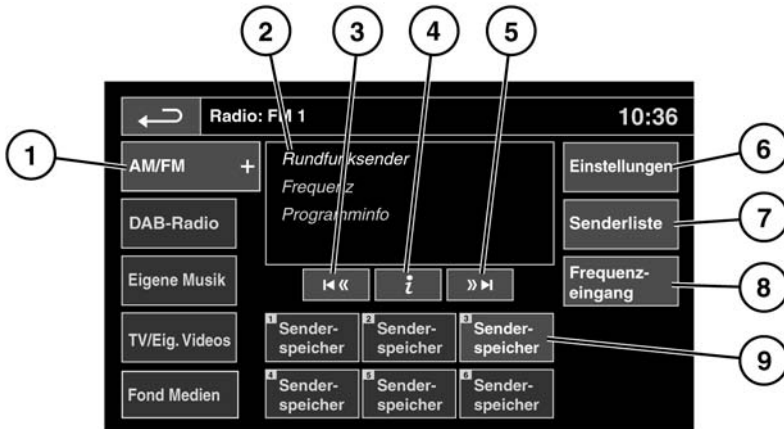 2
3
4
5
Radio: FM 1
10:36
1
AM/FM +
Rundfunksender
Frequenz
Programminfo
Einstellungen
6
DAB-Radio
Senderliste
7
Eigene Musik
i
Frequenz-
eingang
8
TV/Eig. Videos
1 Sender-
speicher
2 Sender-
speicher
3 Sender-
speicher
9
Fond Medien
4 Sender-
speicher
5 Sender-
speicher
6 Sender-
speicher